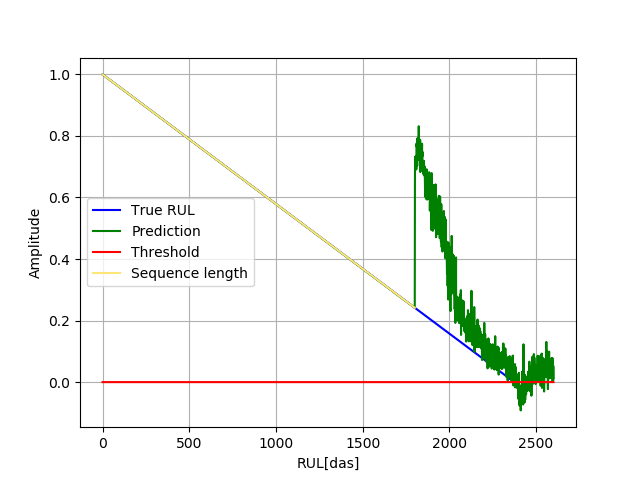 1.0
0.8
0.6
0.4
0.2
0.0
Amplitude
True RUL
Prediction
Threshold
Sequence length
0 500 1000 1500 2000 2500
RUL[das]